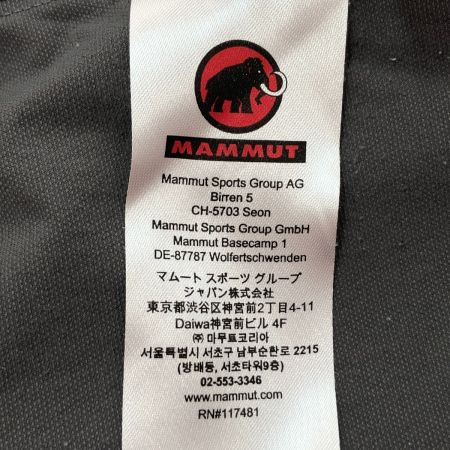 MAMMUT
Mammut Sports Group AG
Birren 5
CH-5703 Seon
Mammut Sports Group GmbH
Mammut Basecamp 1
DE-87787 Wolfertschwenden
マムート スポーツ グループ
ジャパン株式会社
東京都渋谷区神宮前2丁目4-11
Daiwa神宮前ビル 4F
㈜ 마무트코리아
서울특별시 서초구 남부순환로 2215
(방배동, 서초타워9층)
02-553-3346
www.mammut.com
RN#117481